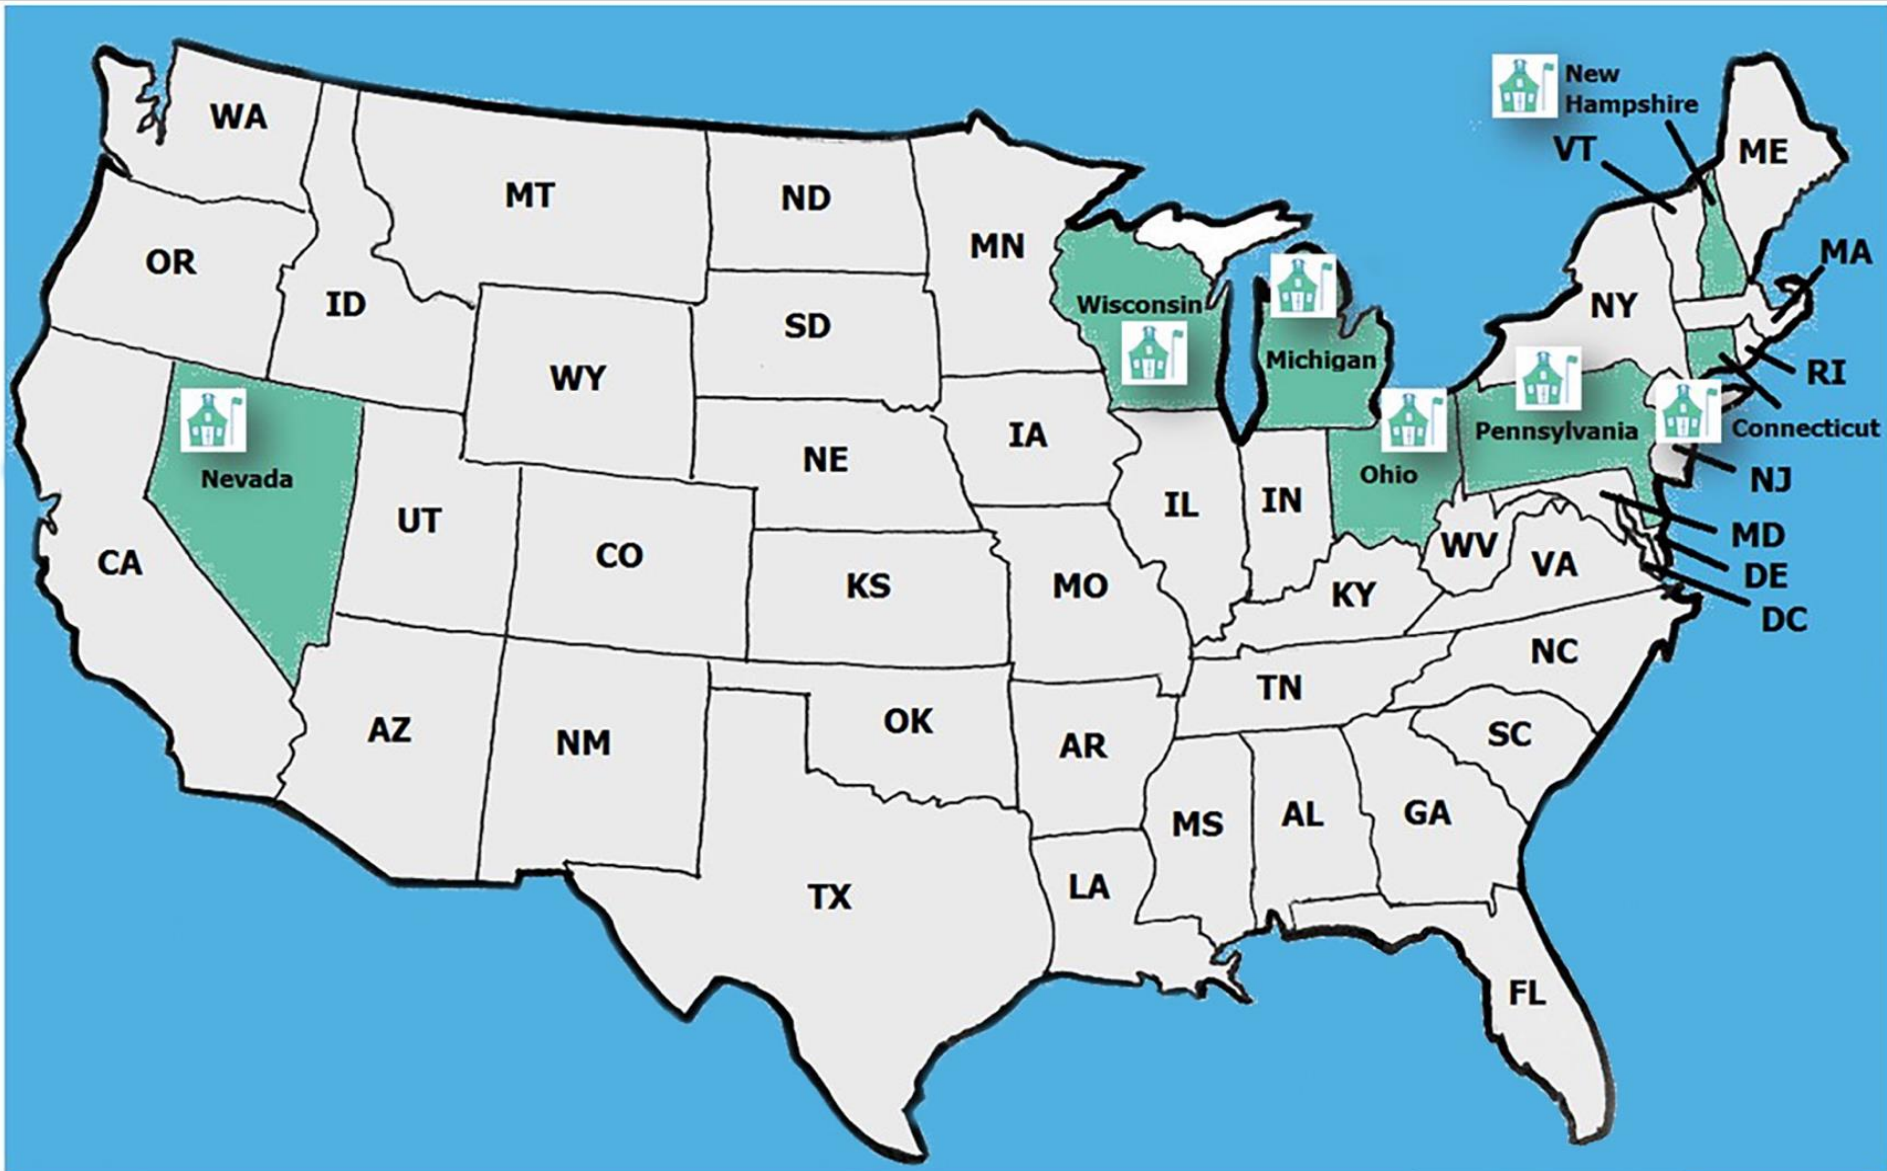 New
Hampshire
WA
VT
ME
MT
ND
OR
MN
MA
ID
Wisconsin
NY
SD
Michigan
WY
RI
IA
Pennsylvania
Connecticut
NE
Ohio
Nevada
NJ
IL
IN
UT
MD
WV
CO
CA
VA
DE
KS
MO
KY
DC
NC
TN
OK
AZ
NM
AR
SC
MS
AL
GA
TX
LA
FL